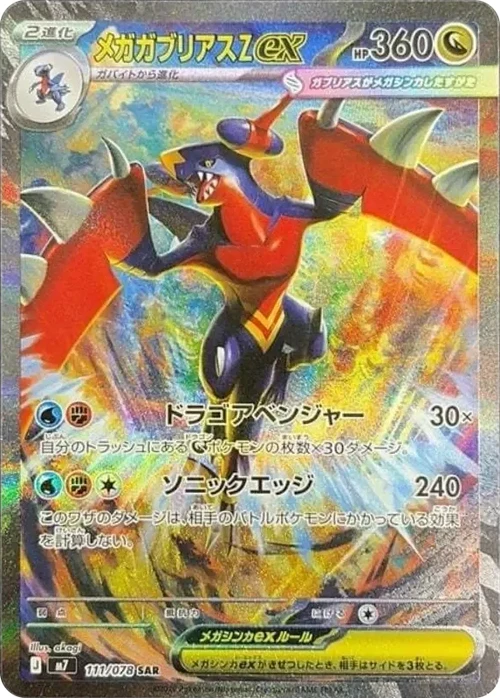 2進化
メガガブリアスZex
HP360
ガバイトから進化
ガブリアスがメガシンカしたすがた
ドラゴアベンジャー 30×
自分のトラッシュにあるポケモンの枚数×30ダメージ。
ソニックエッジ 240
このワザのダメージは、相手のバトルポケモンにかかっている効果
を計算しない。
弱点 抵抗力 にげる
Illus. akagi
メガシンカexルール
J m7 111/078 SAR
メガシンカexがきぜつしたとき、相手はサイドを3枚とる。